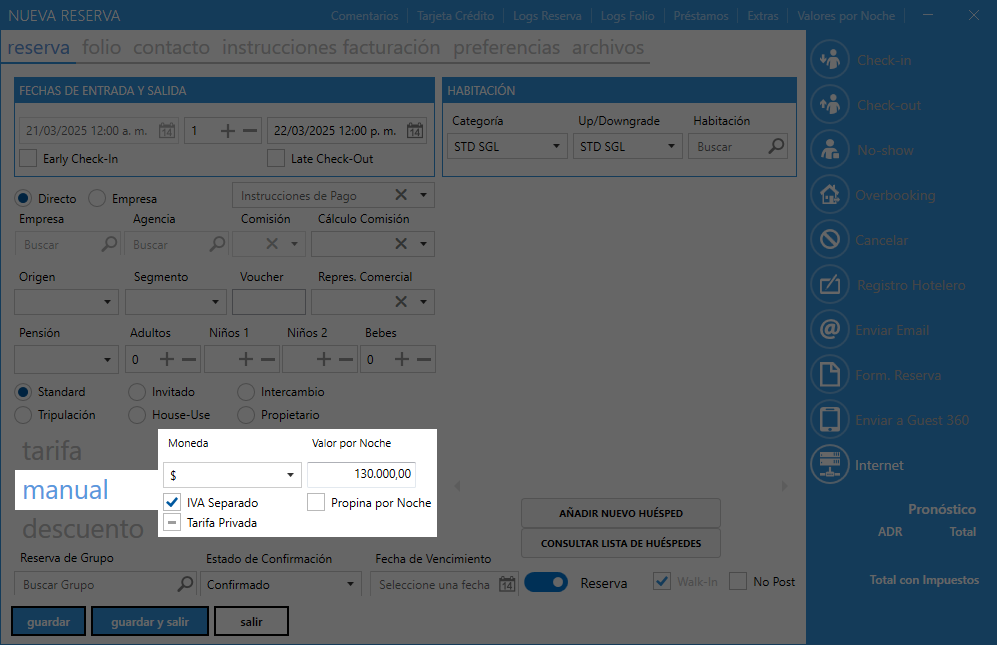 NUEVA RESERVA
Comentarios Tarjeta Crédito Logs Reserva Logs Folio Préstamos Extras Valores por Noche
reserva folio contacto instrucciones facturación preferencias archivos
FECHAS DE ENTRADA Y SALIDA
21/03/2025 12:00 a. m. 14 1 22/03/2025 12:00 p. m. 14
Early Check-In Late Check-Out
HABITACIÓN
Categoría Up/Downgrade Habitación
STD SGL STD SGL Buscar
Directo Empresa Instrucciones de Pago
Empresa Agencia Comisión Cálculo Comisión
Buscar Buscar
Origen Segmento Voucher Repres. Comercial
Pensión Adultos Niños 1 Niños 2 Bebes
0 0
Standard Invitado Intercambio
Tripulación House-Use Propietario
tarifa
manual
descuento
Moneda Valor por Noche
$ 130.000,00
IVA Separado Propina por Noche
Tarifa Privada
AÑADIR NUEVO HUÉSPED
CONSULTAR LISTA DE HUÉSPEDES
Reserva de Grupo Estado de Confirmación Fecha de Vencimiento
Buscar Grupo Confirmado Seleccione una fecha 14 Reserva Walk-In No Post
guardar guardar y salir salir
Check-in
Check-out
No-show
Overbooking
Cancelar
Registro Hotelero
@ Enviar Email
Form. Reserva
Enviar a Guest 360
Internet
Pronóstico
ADR Total
Total con Impuestos